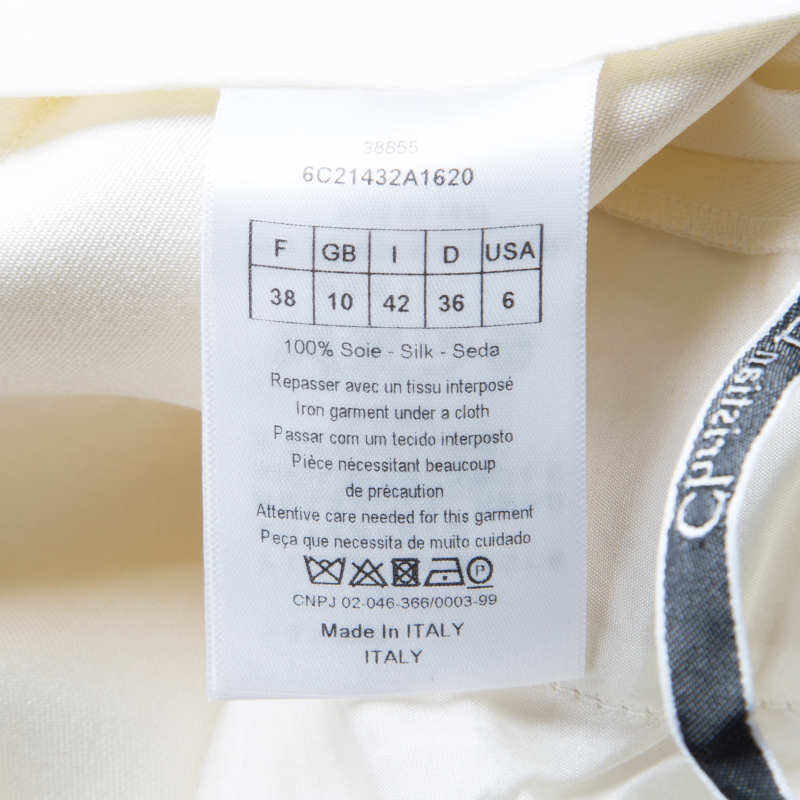 38855
6C21432A1620
F GB I D USA
38 10 42 36 6
100% Soie - Silk - Seda
Repasser avec un tissu interposé
Iron garment under a cloth
Passar com um tecido interposto
Pièce nécessitant beaucoup
de précaution
Attentive care needed for this garment
Peça que necessita de muito cuidado
P
CNPJ 02-046-366/0003-99
Made In ITALY
ITALY
Christian